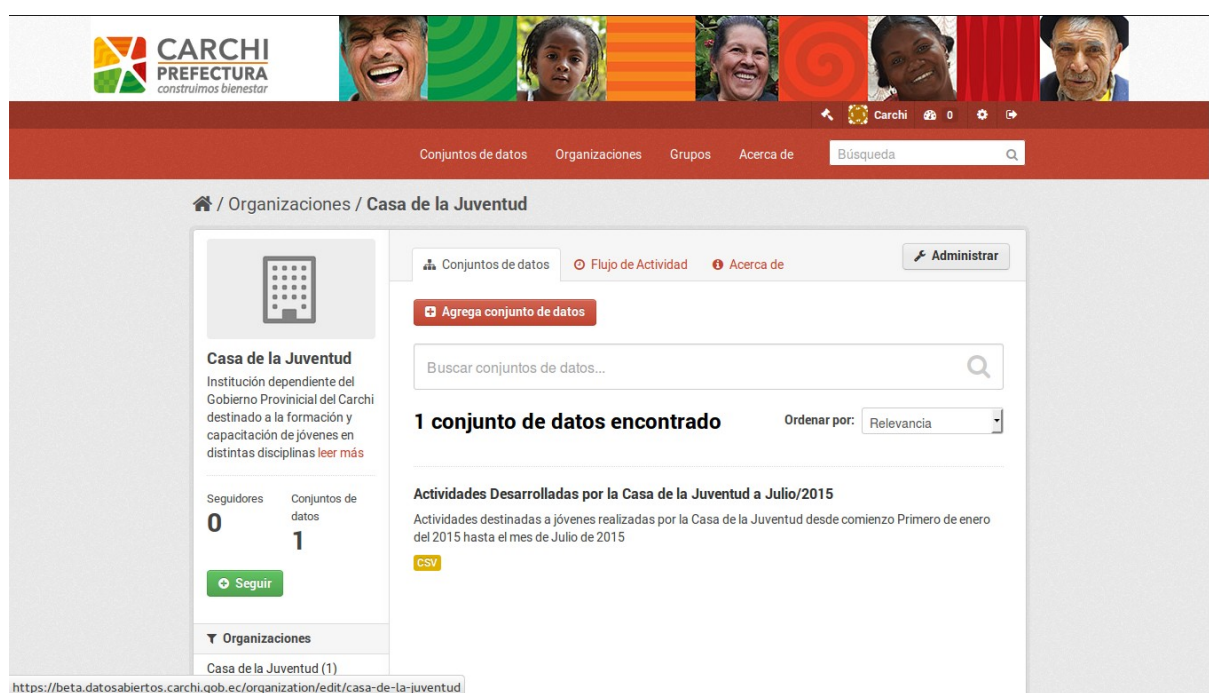 CARCHI
PREFECTURA
construimos bienestar
Carchi 0
Conjuntos de datos Organizaciones Grupos Acerca de Búsqueda
/ Organizaciones / Casa de la Juventud
Conjuntos de datos Flujo de Actividad Acerca de Administrar
Agrega conjunto de datos
Casa de la Juventud
Institución dependiente del
Gobierno Provinicial del Carchi
destinado a la formación y
capacitación de jóvenes en
distintas disciplinas leer más
Seguidores
0
Conjuntos de
datos
1
Seguir
Organizaciones
Casa de la Juventud (1)
Buscar conjuntos de datos...
1 conjunto de datos encontrado
Ordenar por: Relevancia
Actividades Desarrolladas por la Casa de la Juventud a Julio/2015
Actividades destinadas a jóvenes realizadas por la Casa de la Juventud desde comienzo Primero de enero
del 2015 hasta el mes de Julio de 2015
CSV
https://beta.datosabiertos.carchi.gob.ec/organization/edit/casa-de-la-juventud